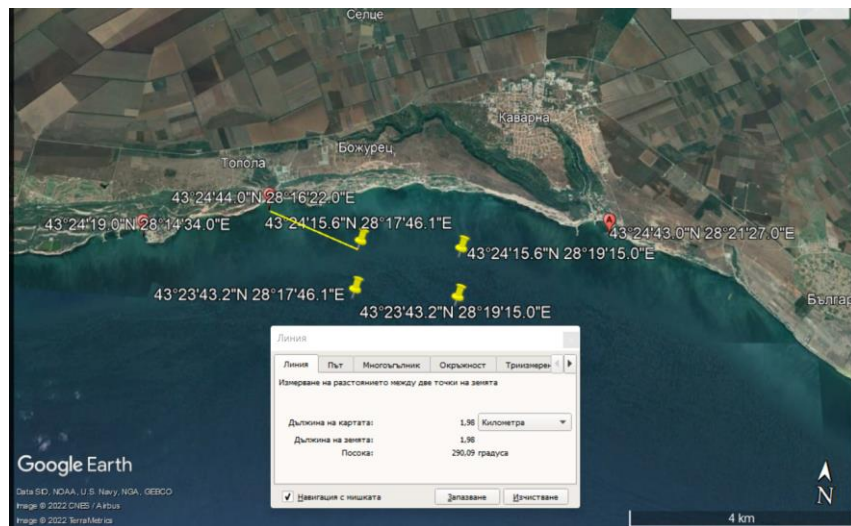 Селце
Каварна
Божурец
Топола
43°24'44.0"N 28°16'22.0"E
43°24'19.0"N 28°14'34.0"E
43°24'15.6"N 28°17'46.1"E
A
43°24'43.0"N 28°21'27.0"E
43°24'15.6"N 28°19'15.0"E
43°23'43.2"N 28°17'46.1"E
43°23'43.2"N 28°19'15.0"E
Българ
Линия
Линия Път Многоъгълник Окръжност Триизмерен
Измерване на разстоянието между две точки на земята
Дължина на картата: 1,98 Километра
Дължина на земята: 1,98
Посока: 290,09 градуса
Навигация с мишката Запазване Изчистване
Google Earth
Data SIO, NOAA, U.S. Navy, NGA, GEBCO
Image © 2022 CNES / Airbus
Image © 2022 TerraMetrics
N
4 km